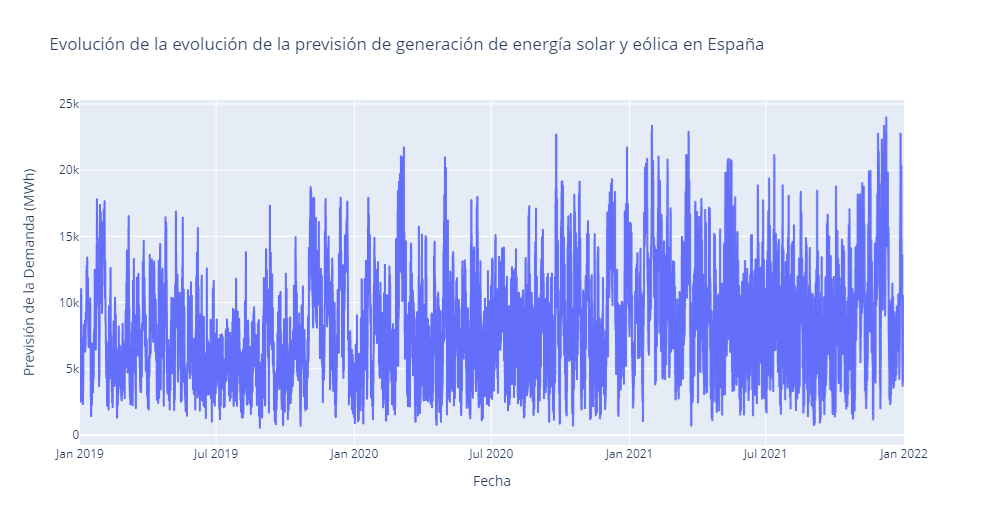 Evolución de la evolución de la previsión de generación de energía solar y eólica en España
25k
20k
15k
10k
5k
0
Previsión de la Demanda (MWh)
Jan 2019
Jul 2019
Jan 2020
Jul 2020
Jan 2021
Jul 2021
Jan 2022
Fecha